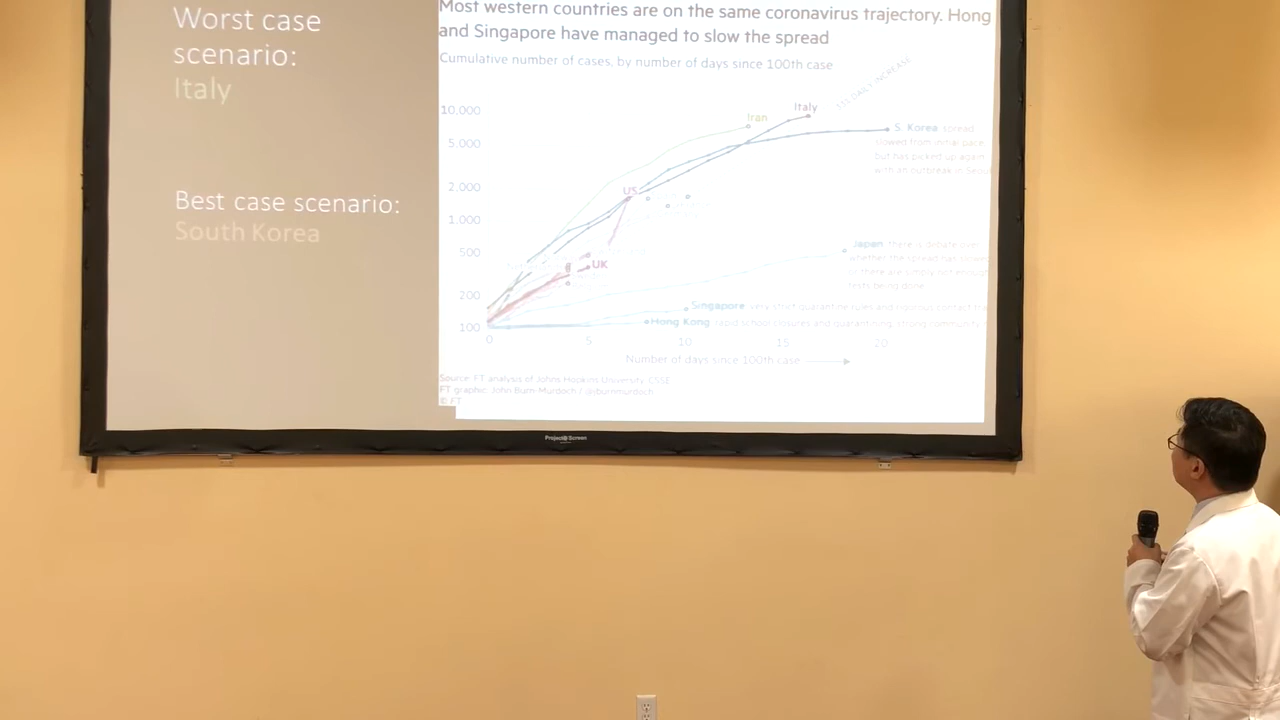 Worst case
scenario:
Italy
Best case scenario:
South Korea
Most western countries are on the same coronavirus trajectory. Hong
and Singapore have managed to slow the spread
Cumulative number of cases, by number of days since 100th case
DAILY INCREASE
10,000
5,000
2,000
1,000
500
200
100
Iran
Italy
S. Korea spread
slowed from initial pace,
but has picked up again
with an outbreak in Seoul
US
UK
Japan there is debate over
whether the spread has slowed
or there are simply not enough
tests being done
Singapore very strict quarantine rules and rigorous contact tra
Hong Kong rapid school closures and quarantining, strong community
0
5
10
15
20
Number of days since 100th case
Source: FT analysis of Johns Hopkins University, CSSE
FT graphic: John Burn-Murdoch / @jburnmurdoch
© FT
Project Screen